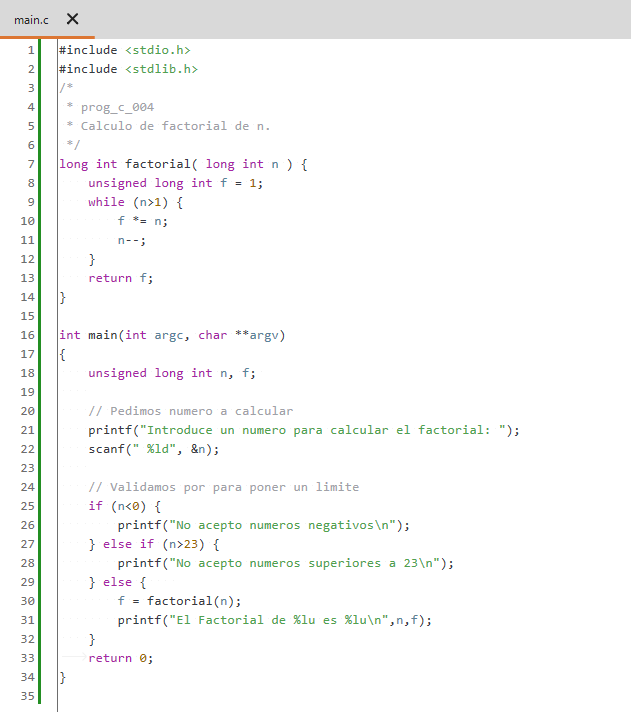 main.c ✕
1 #include <stdio.h>
2 #include <stdlib.h>
3 /*
4  * prog_c_004
5  * Calculo de factorial de n.
6  */
7 long int factorial( long int n ) {
8     unsigned long int f = 1;
9     while (n>1) {
10         f *= n;
11         n--;
12     }
13     return f;
14 }
15
16 int main(int argc, char **argv)
17 {
18     unsigned long int n, f;
19
20     // Pedimos numero a calcular
21     printf("Introduce un numero para calcular el factorial: ");
22     scanf(" %ld", &n);
23
24     // Validamos por para poner un limite
25     if (n<0) {
26         printf("No acepto numeros negativos\n");
27     } else if (n>23) {
28         printf("No acepto numeros superiores a 23\n");
29     } else {
30         f = factorial(n);
31         printf("El Factorial de %lu es %lu\n",n,f);
32     }
33     return 0;
34 }
35